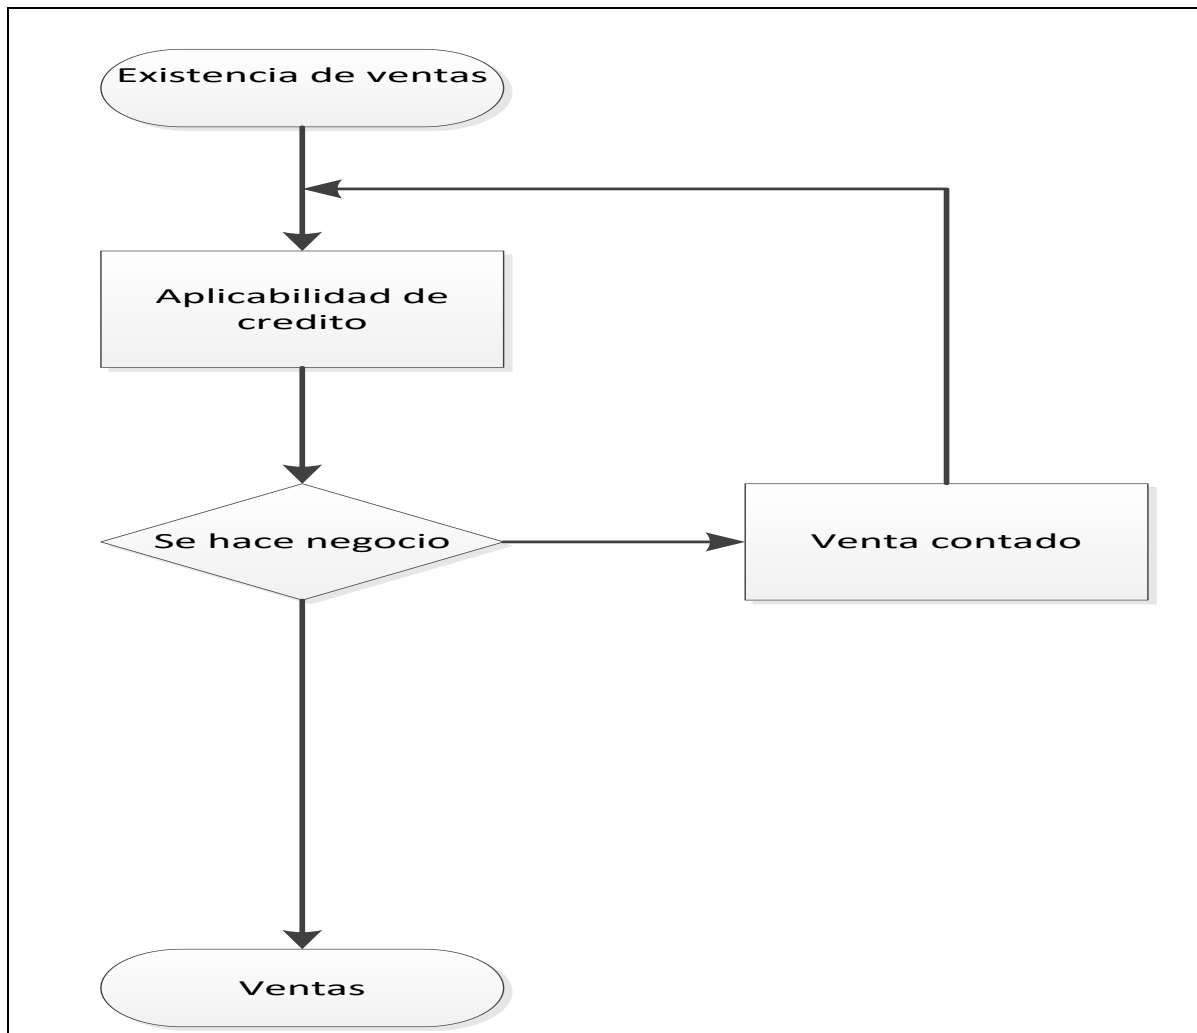 Existencia de ventas
Aplicabilidad de
credito
Se hace negocio
Venta contado
Ventas